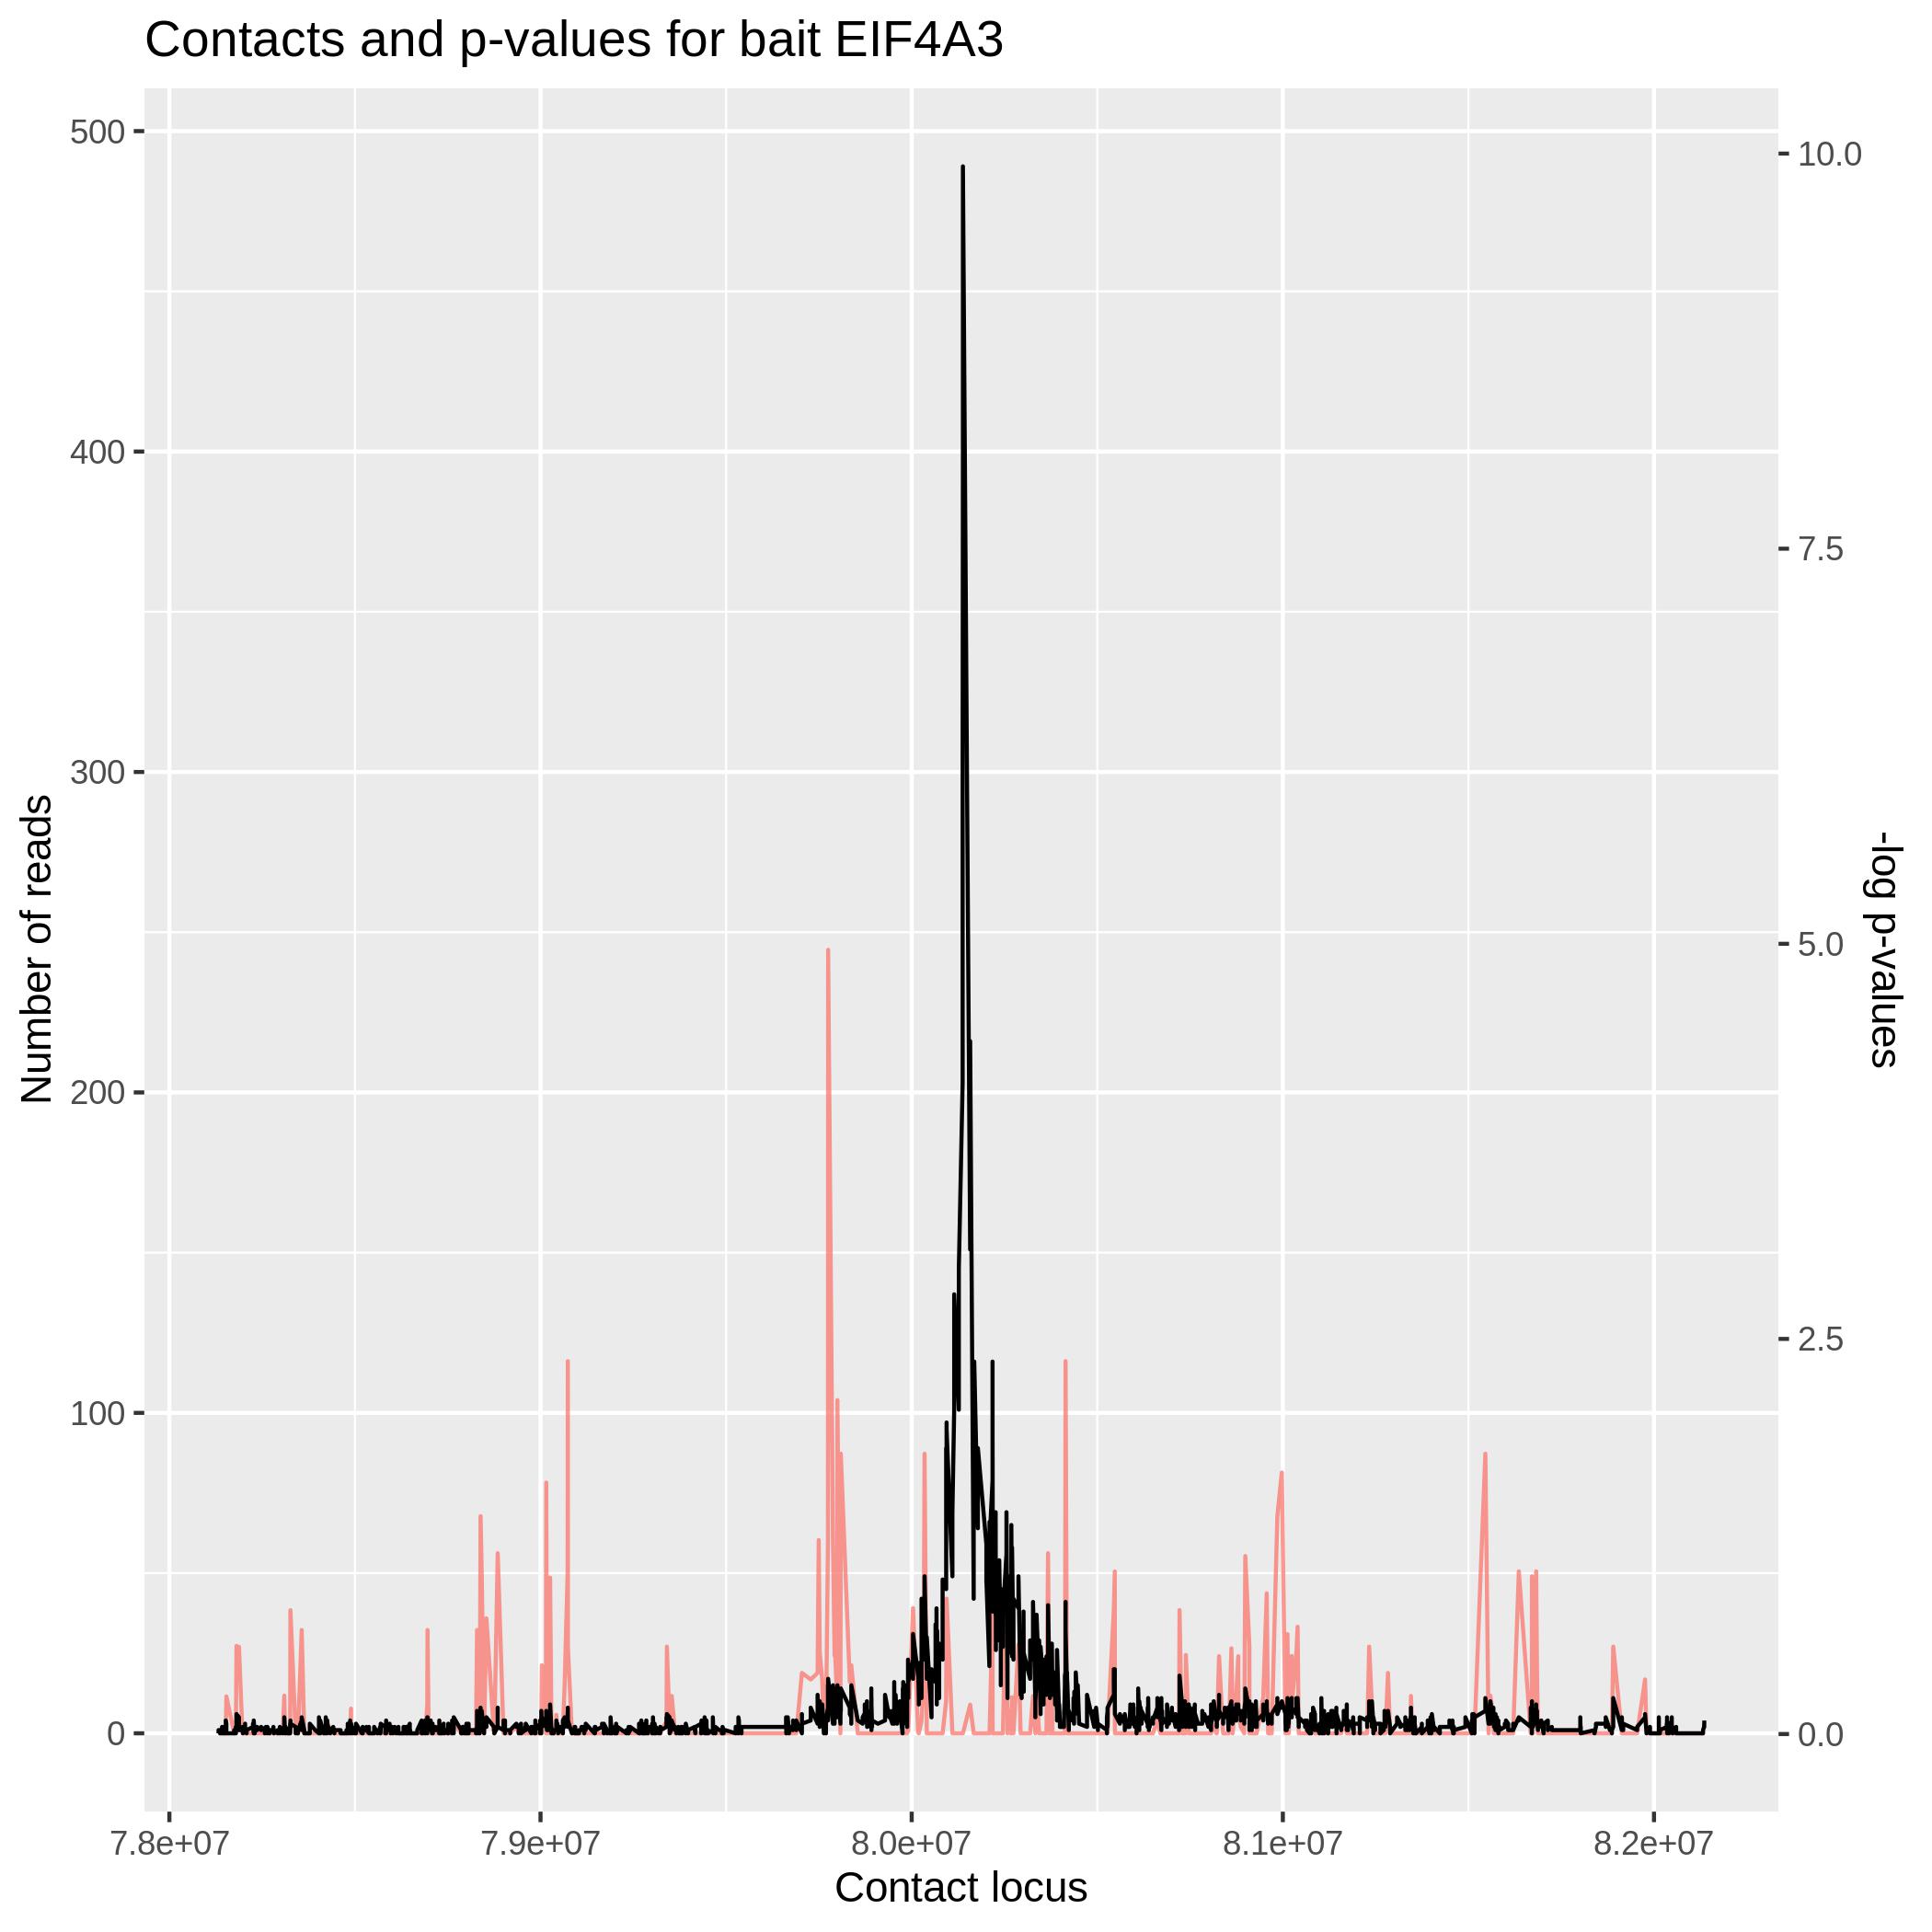 Contacts and p-values for bait EIF4A3
500
400
300
200
100
0
Number of reads
10.0
7.5
5.0
2.5
0.0
-log p-values
7.8e+07 7.9e+07 8.0e+07 8.1e+07 8.2e+07
Contact locus